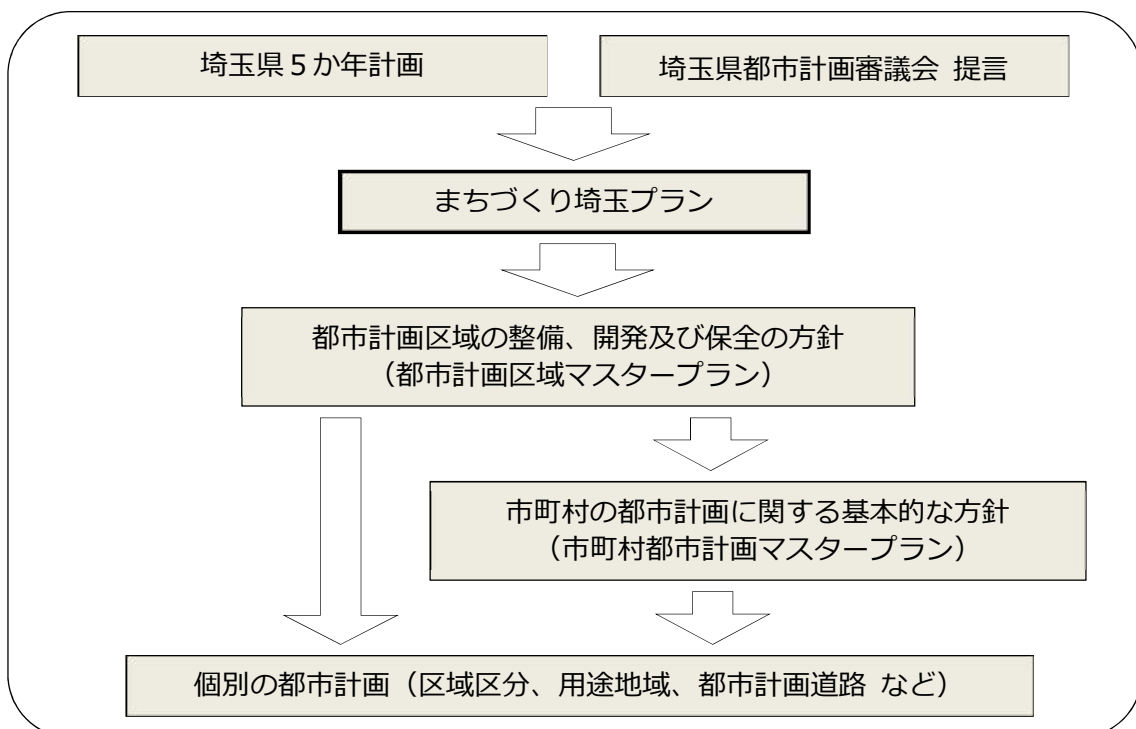 埼玉県5か年計画
埼玉県都市計画審議会 提言
まちづくり埼玉プラン
都市計画区域の整備、開発及び保全の方針
（都市計画区域マスタープラン）
市町村の都市計画に関する基本的な方針
（市町村都市計画マスタープラン）
個別の都市計画（区域区分、用途地域、都市計画道路 など）